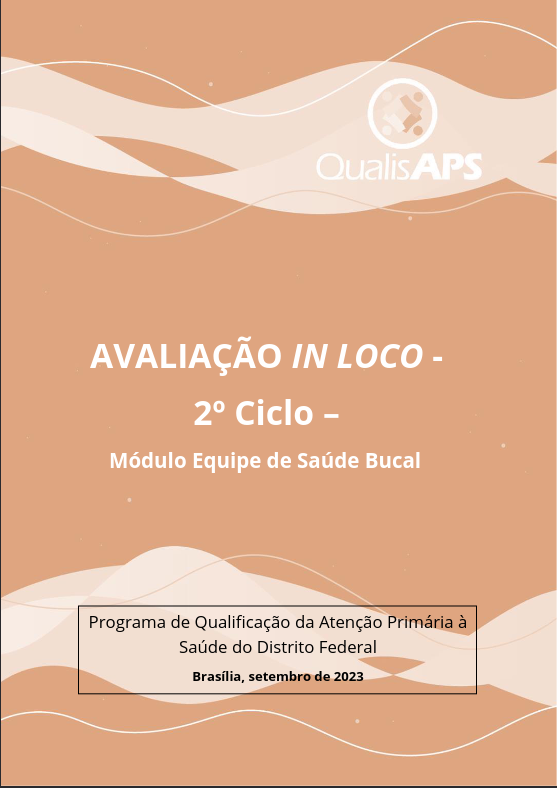 QualisAPS
AVALIAÇÃO IN LOCO -
2º Ciclo –
Módulo Equipe de Saúde Bucal
Programa de Qualificação da Atenção Primária à
Saúde do Distrito Federal
Brasília, setembro de 2023